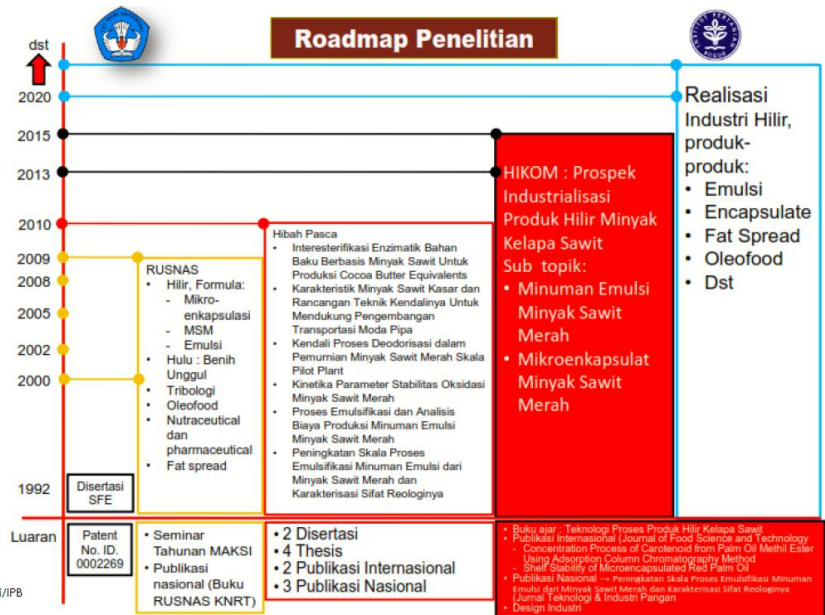 Roadmap Penelitian
dst
2020
2015
2013
2010
2009
2008
2005
2002
2000
1992
Luaran
Disertasi
SFE
Patent
No. ID.
0002269
RUSNAS
• Hilir, Formula:
- Mikro-
enkapsulasi
- MSM
- Emulsi
• Hulu : Benih
Unggul
• Tribologi
• Oleofood
• Nutraceutical
dan
pharmaceutical
• Fat spread
• Seminar
Tahunan MAKSI
• Publikasi
nasional (Buku
RUSNAS KNRT)
Hibah Pasca
• Interesterifikasi Enzimatik Bahan
Baku Berbasis Minyak Sawit Untuk
Produksi Cocoa Butter Equivalents
• Karakteristik Minyak Sawit Kasar dan
Rancangan Teknik Kendalinya Untuk
Mendukung Pengembangan
Transportasi Moda Pipa
• Kendali Proses Deodorisasi dalam
Pemurnian Minyak Sawit Merah Skala
Pilot Plant
• Kinetika Parameter Stabilitas Oksidasi
Minyak Sawit Merah
• Proses Emulsifikasi dan Analisis
Biaya Produksi Minuman Emulsi
Minyak Sawit Merah
• Peningkatan Skala Proses
Emulsifikasi Minuman Emulsi dari
Minyak Sawit Merah dan
Karakterisasi Sifat Reologinya
• 2 Disertasi
• 4 Thesis
• 2 Publikasi Internasional
• 3 Publikasi Nasional
HIKOM : Prospek
Industrialisasi
Produk Hilir Minyak
Kelapa Sawit
Sub topik:
• Minuman Emulsi
Minyak Sawit
Merah
• Mikroenkapsulat
Minyak Sawit
Merah
• Buku ajar : Teknologi Proses Produk Hilir Kelapa Sawit
• Publikasi Internasional (Journal of Food Science and Technology
- Concentration Process of Carotenoid from Palm Oil Methil Ester
Using Adsorption Column Chromatography Method
- Shelf Stability of Microencapsulated Red Palm Oil
• Publikasi Nasional → Peningkatan Skala Proses Emulsifikasi Minuman
Emulsi dari Minyak Sawit Merah dan Karakterisasi Sifat Reologinya
(Jurnal Teknologi & Industri Pangan
• Design Industri
Realisasi
Industri Hilir,
produk-
produk:
• Emulsi
• Encapsulate
• Fat Spread
• Oleofood
• Dst
i/IPB